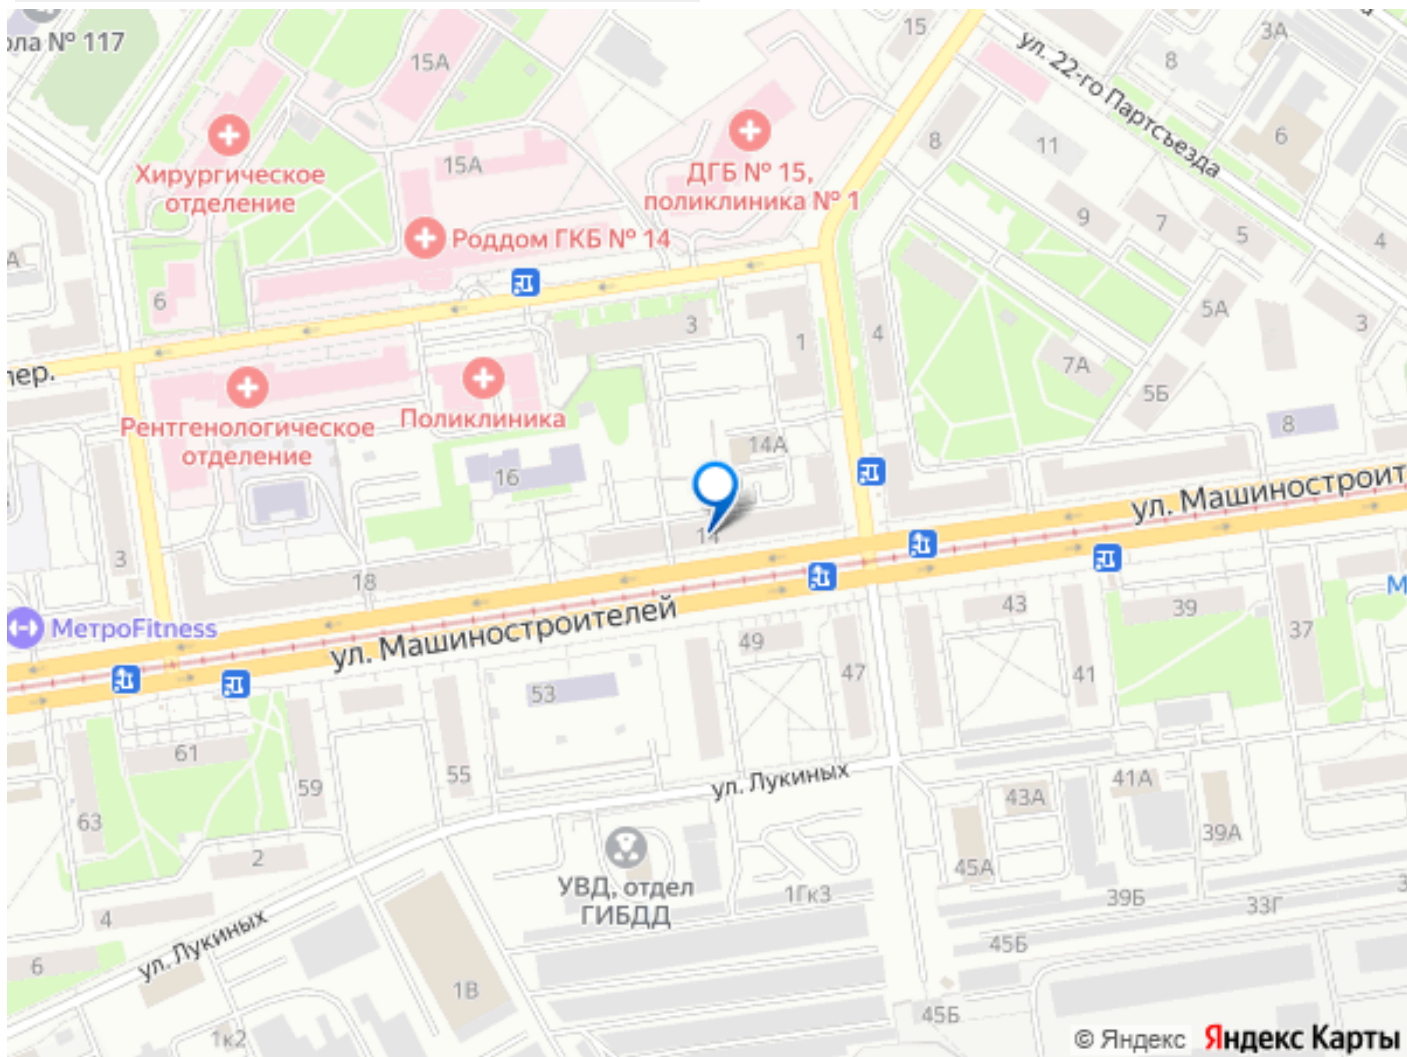 ола № 117
15А
15
ул. 22-го Партсъезда
3А
8
6
Хирургическое
отделение
15А
ДГБ № 15,
поликлиника № 1
8
11
9
7
5
4
Роддом ГКБ № 14
А
6
3
1
4
5А
3
7А
5Б
пер.
Рентгенологическое
отделение
Поликлиника
14А
8
16
14
ул. Машиностроит
3
18
МетроFitness
ул. Машиностроителей
43
39
37
М
49
47
41
53
61
59
55
63
ул. Лукиных
43А
41А
39А
2
45А
УВД, отдел
ГИБДД
1Гк3
39Б
33Г
3
4
ул. Лукиных
45Б
6
1В
45Б
1к2
© Яндекс Яндекс Карты